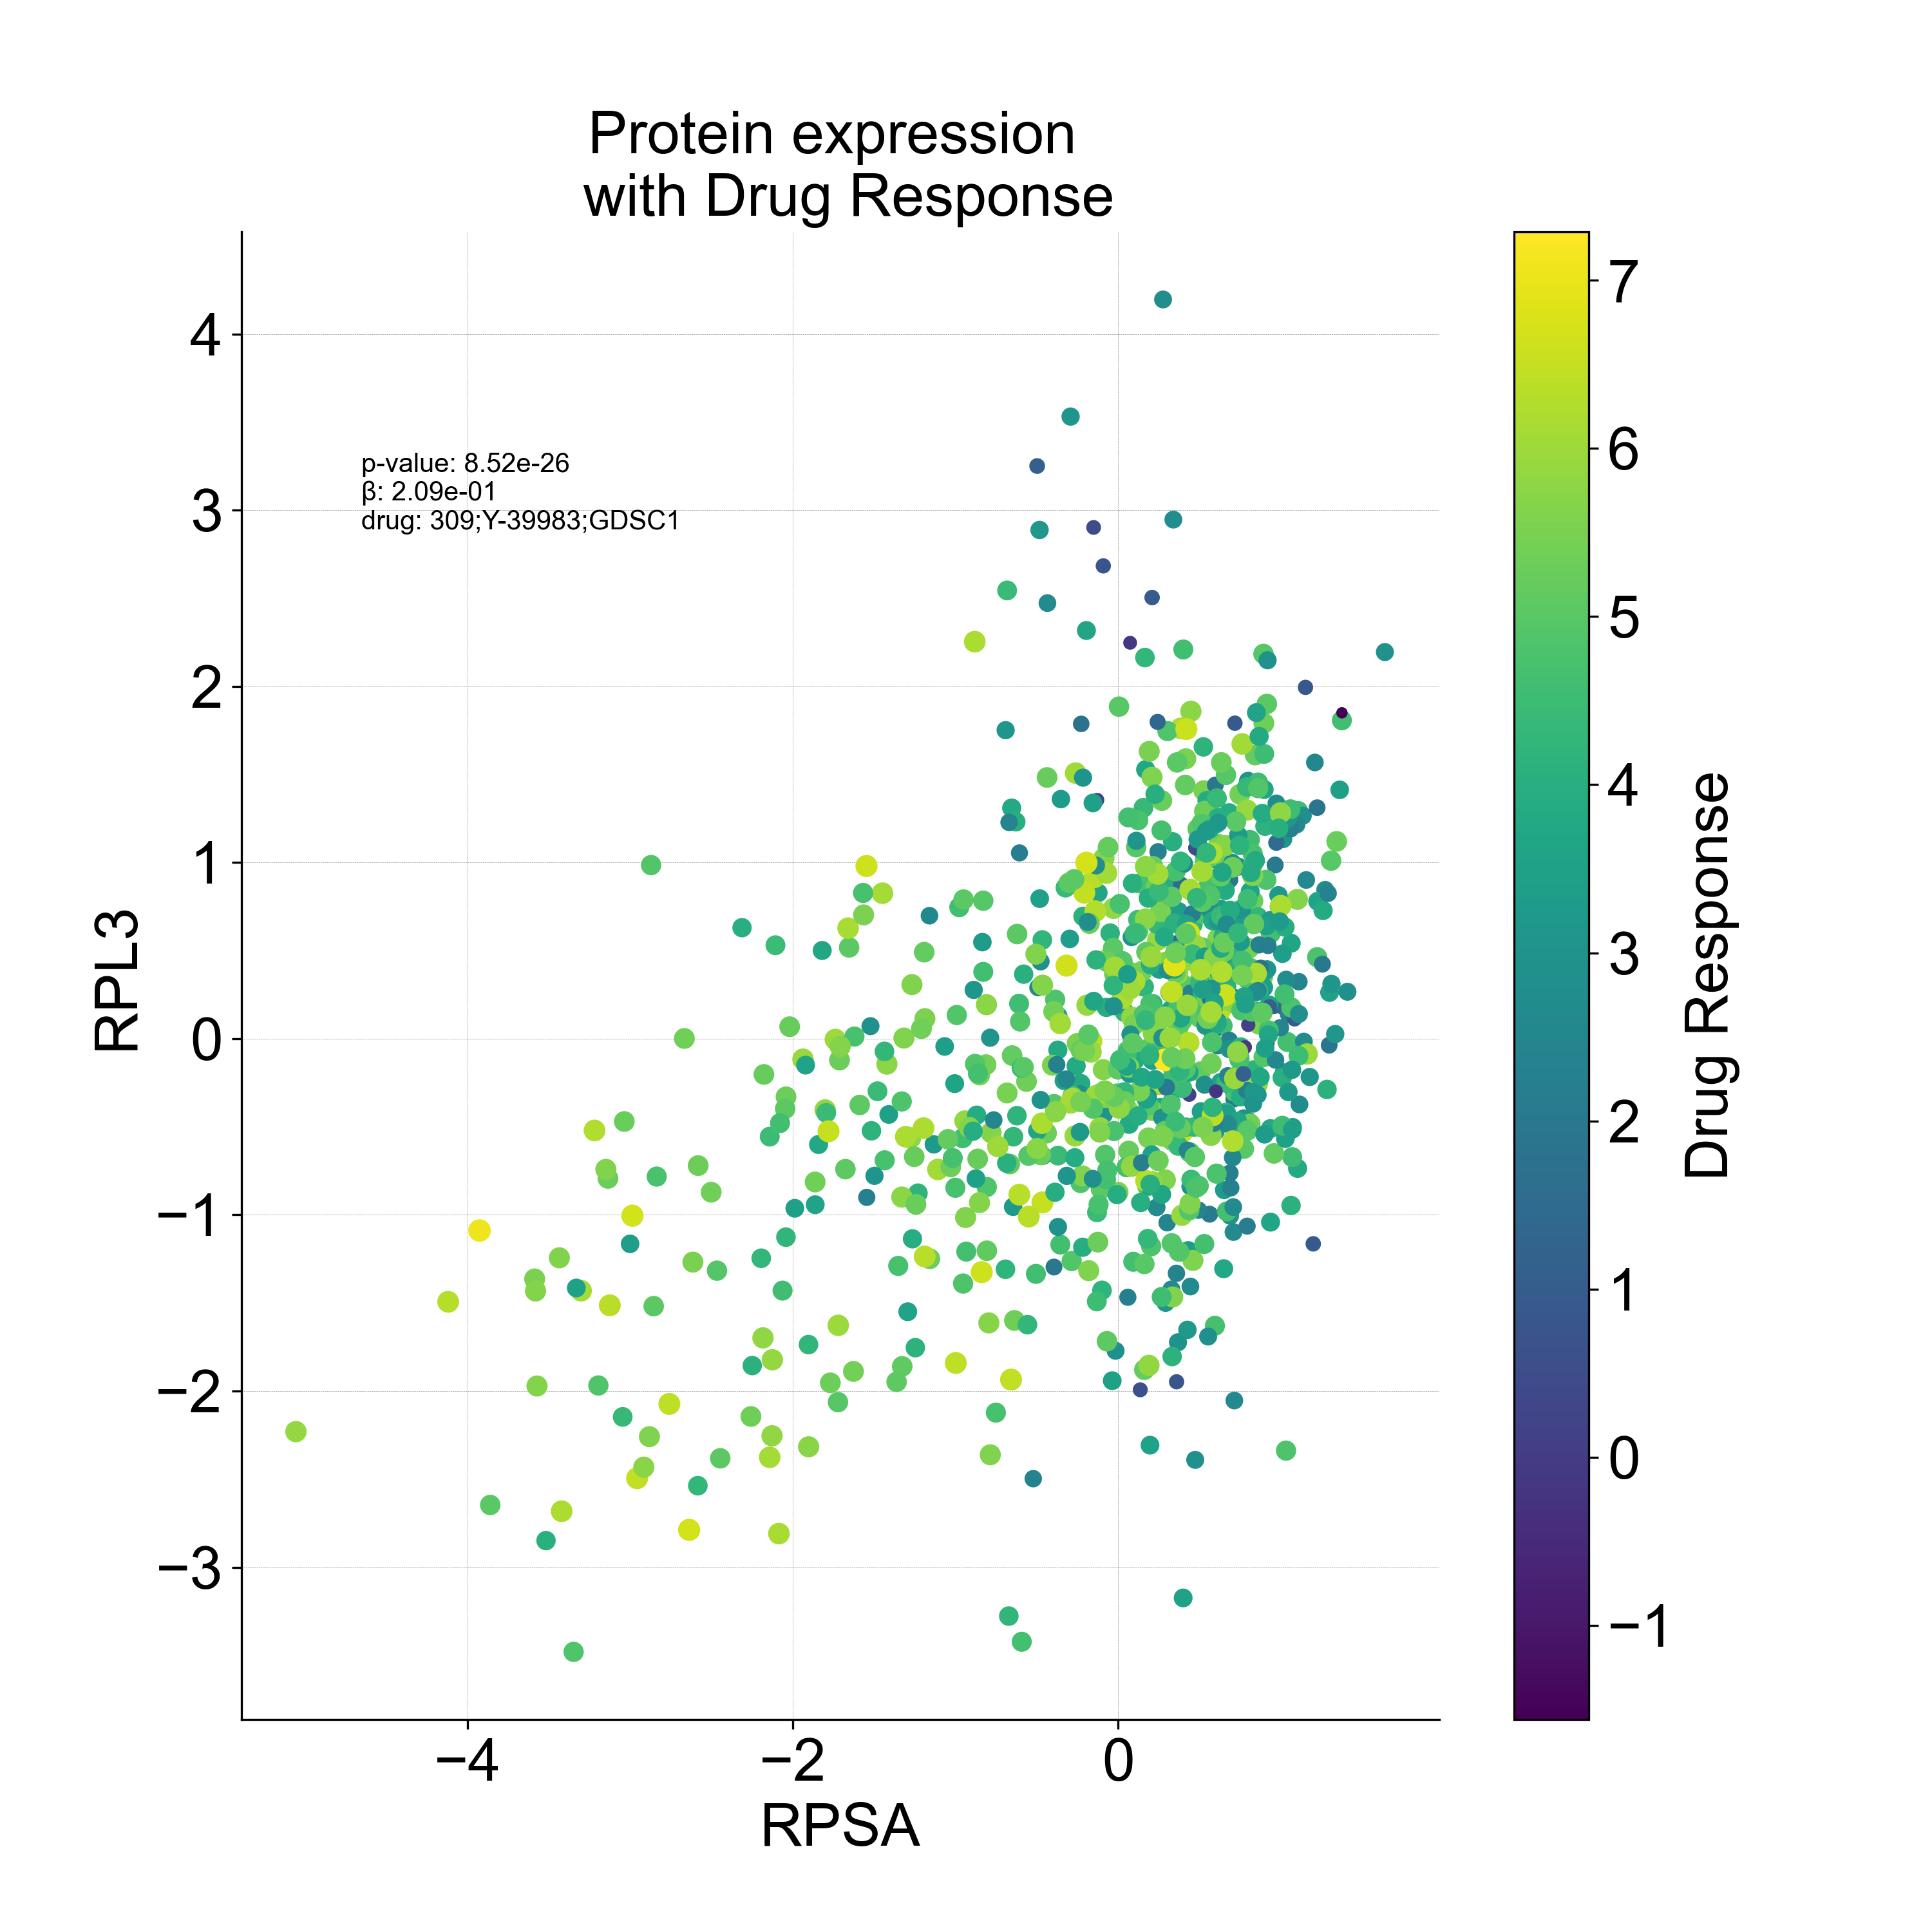 Protein expression
with Drug Response
p-value: 8.52e-26
β: 2.09e-01
drug: 309;Y-39983;GDSC1
RPL3
4
3
2
1
0
−1
−2
−3
−4
−2
0
RPSA
7
6
5
4
3
2
1
0
−1
Drug Response